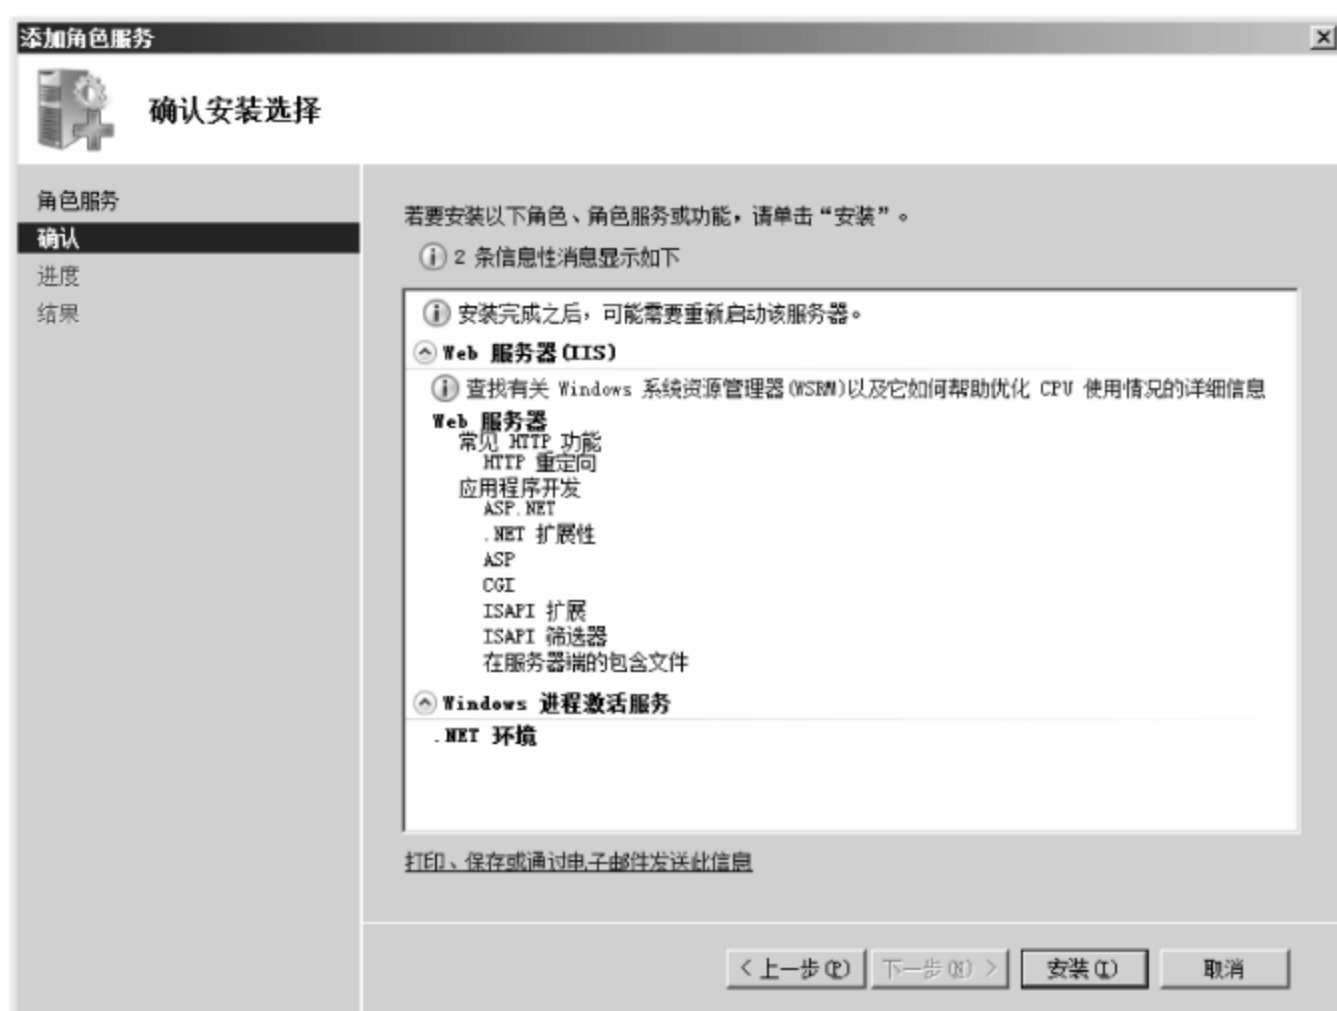 添加角色服务
确认安装选择
角色服务
确认
进度
结果
若要安装以下角色、角色服务或功能，请单击“安装”。
2 条信息性消息显示如下
安装完成之后，可能需要重新启动该服务器。
Web 服务器(IIS)
查找有关 Windows 系统资源管理器(WSRM)以及它如何帮助优化 CPU 使用情况的详细信息
Web 服务器
常见 HTTP 功能
HTTP 重定向
应用程序开发
ASP.NET
.NET 扩展性
ASP
CGI
ISAPI 扩展
ISAPI 筛选器
在服务器端的包含文件
Windows 进程激活服务
.NET 环境
打印、保存或通过电子邮件发送此信息
< 上一步(P) 下一步(N) > 安装(I) 取消